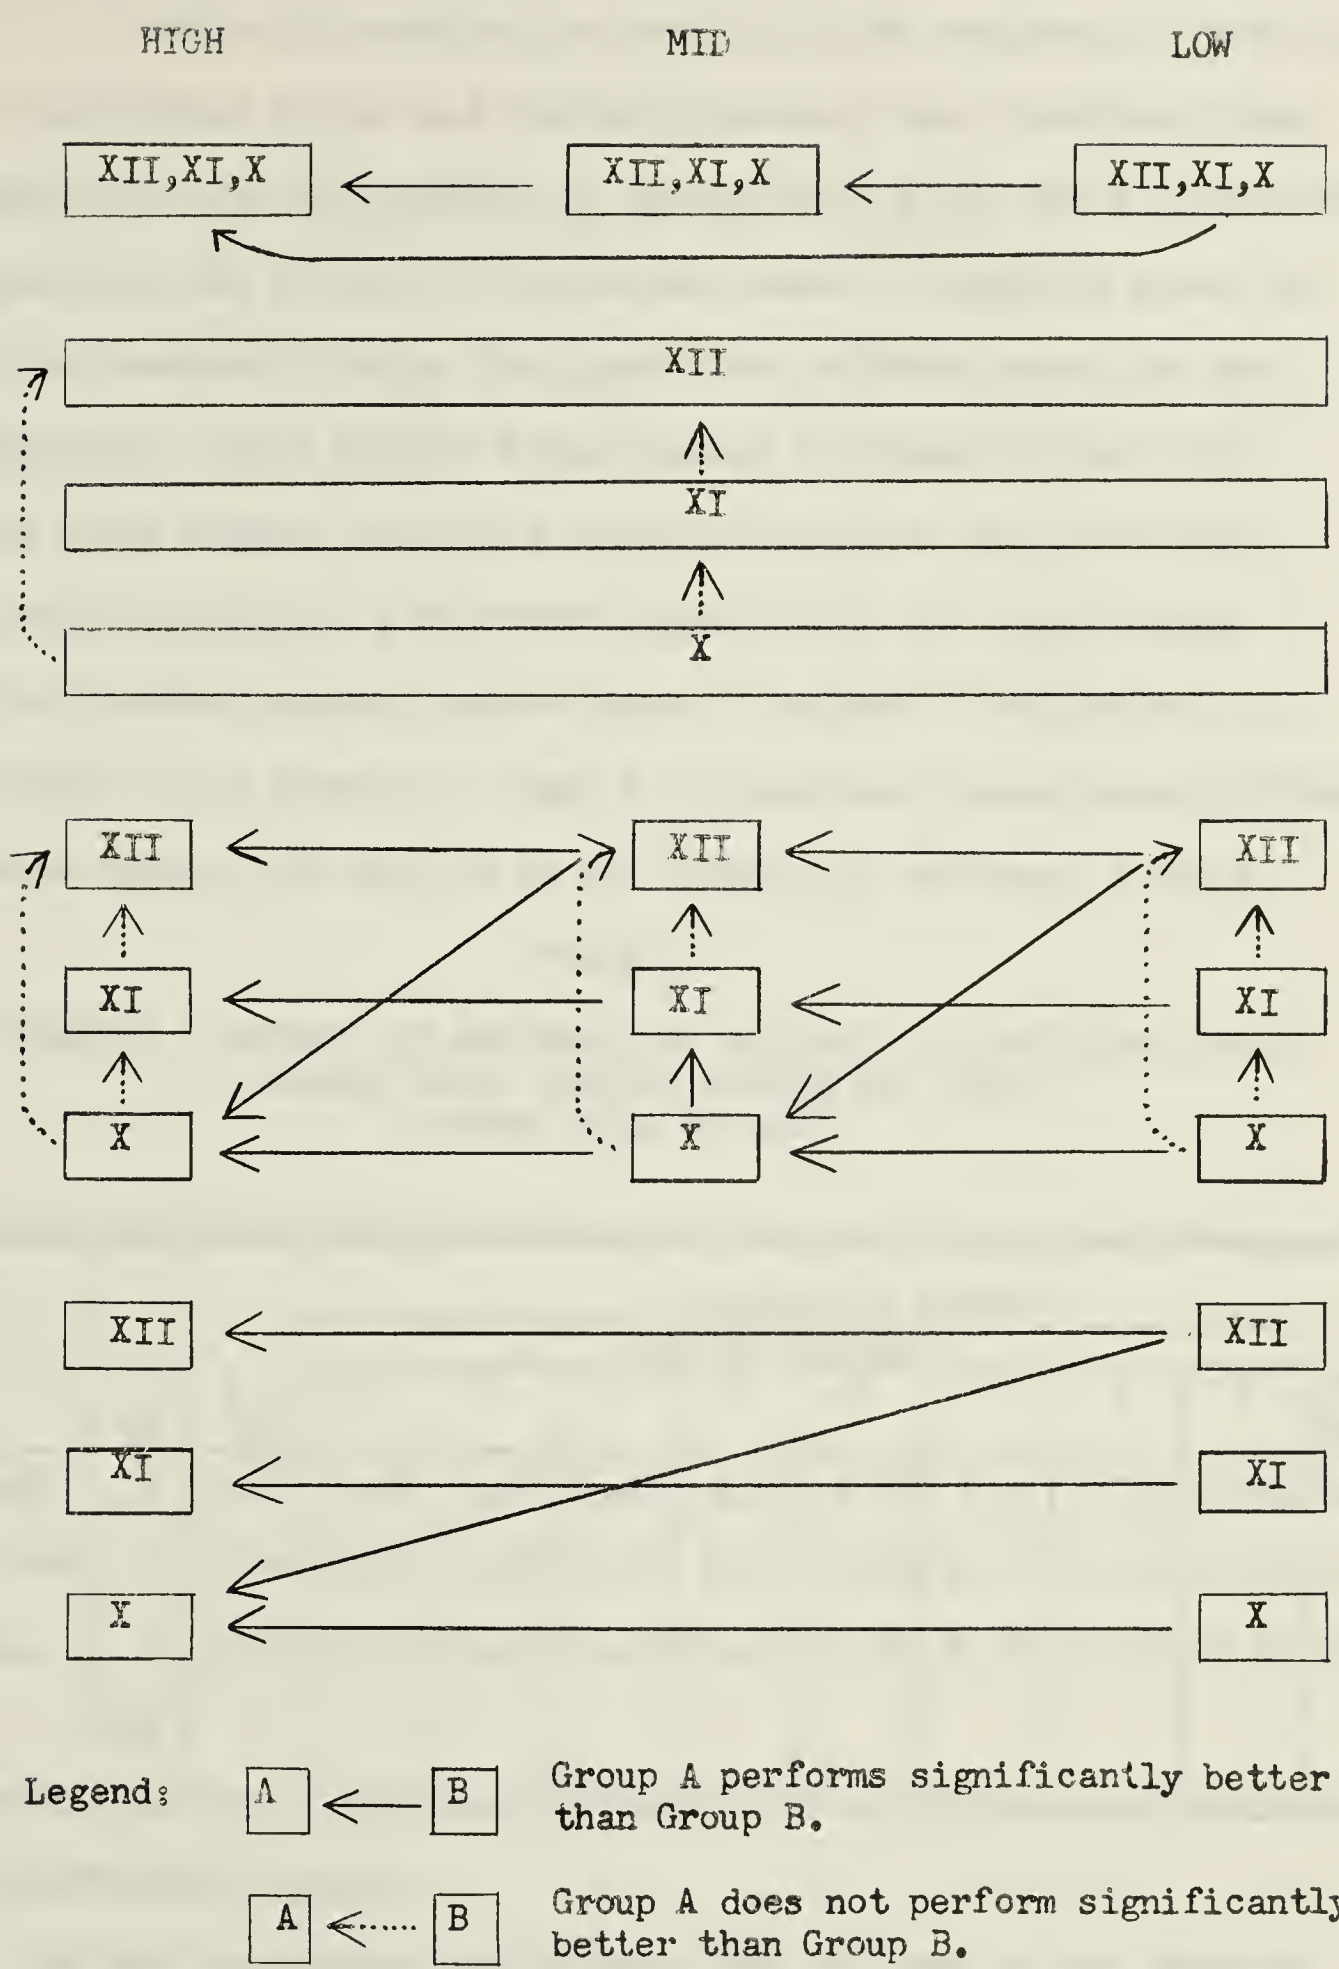 HIGH MID LOW
XII,XI,X XII,XI,X XII,XI,X
XII
XI
X
XII XII XII
XI XI XI
X X X
XII XII
XI XI
X X
Legend: A B Group A performs significantly better
than Group B.
A B Group A does not perform significantly
better than Group B.